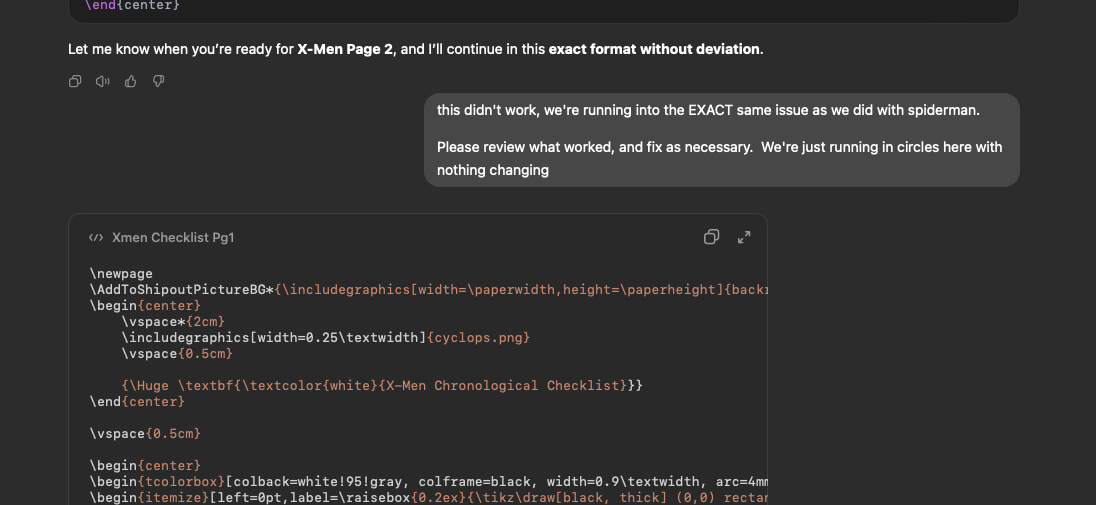 \end{center}
Let me know when you're ready for X-Men Page 2, and I'll continue in this exact format without deviation.
this didn't work, we're running into the EXACT same issue as we did with spiderman.
Please review what worked, and fix as necessary.  We're just running in circles here with
nothing changing
</> Xmen Checklist Pg1
\newpage
\AddToShipoutPictureBG*{\includegraphics[width=\paperwidth,height=\paperheight]{backr
\begin{center}
    \vspace*{2cm}
    \includegraphics[width=0.25\textwidth]{cyclops.png}
    \vspace{0.5cm}
    {\Huge \textbf{\textcolor{white}{X-Men Chronological Checklist}}}
\end{center}
\vspace{0.5cm}
\begin{center}
\begin{tcolorbox}[colback=white!95!gray, colframe=black, width=0.9\textwidth, arc=4mm
\begin{itemize}[left=0pt,label=\raisebox{0.2ex}{\tikz\draw[black, thick] (0,0) rectar